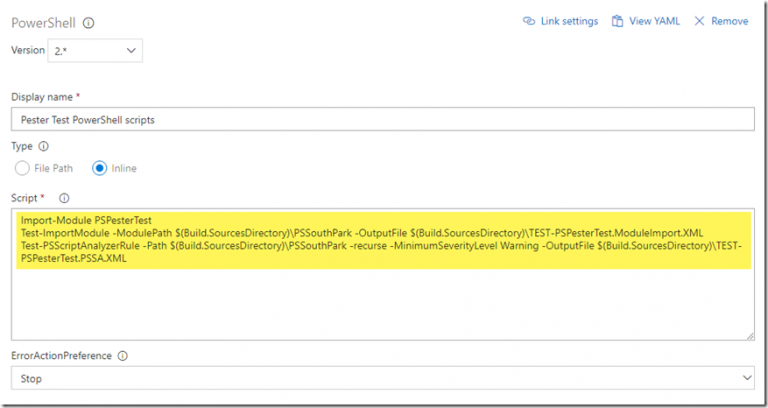 PowerShell
Link settings View YAML Remove
Version 2.*
Display name *
Pester Test PowerShell scripts
Type
File Path Inline
Script *
Import-Module PSPesterTest
Test-ImportModule -ModulePath $(Build.SourcesDirectory)\PSSouthPark -OutputFile $(Build.SourcesDirectory)\TEST-PSPesterTest.ModuleImport.XML
Test-PSScriptAnalyzerRule -Path $(Build.SourcesDirectory)\PSSouthPark -recurse -MinimumSeverityLevel Warning -OutputFile $(Build.SourcesDirectory)\TEST-
PSPesterTest.PSSA.XML
ErrorActionPreference
Stop